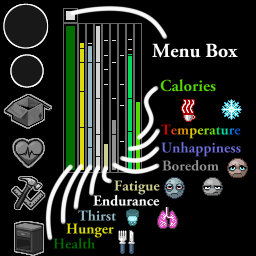 Menu Box
Calories
Temperature
Unhappiness
Boredom
Fatigue
Endurance
Thirst
Hunger
Health